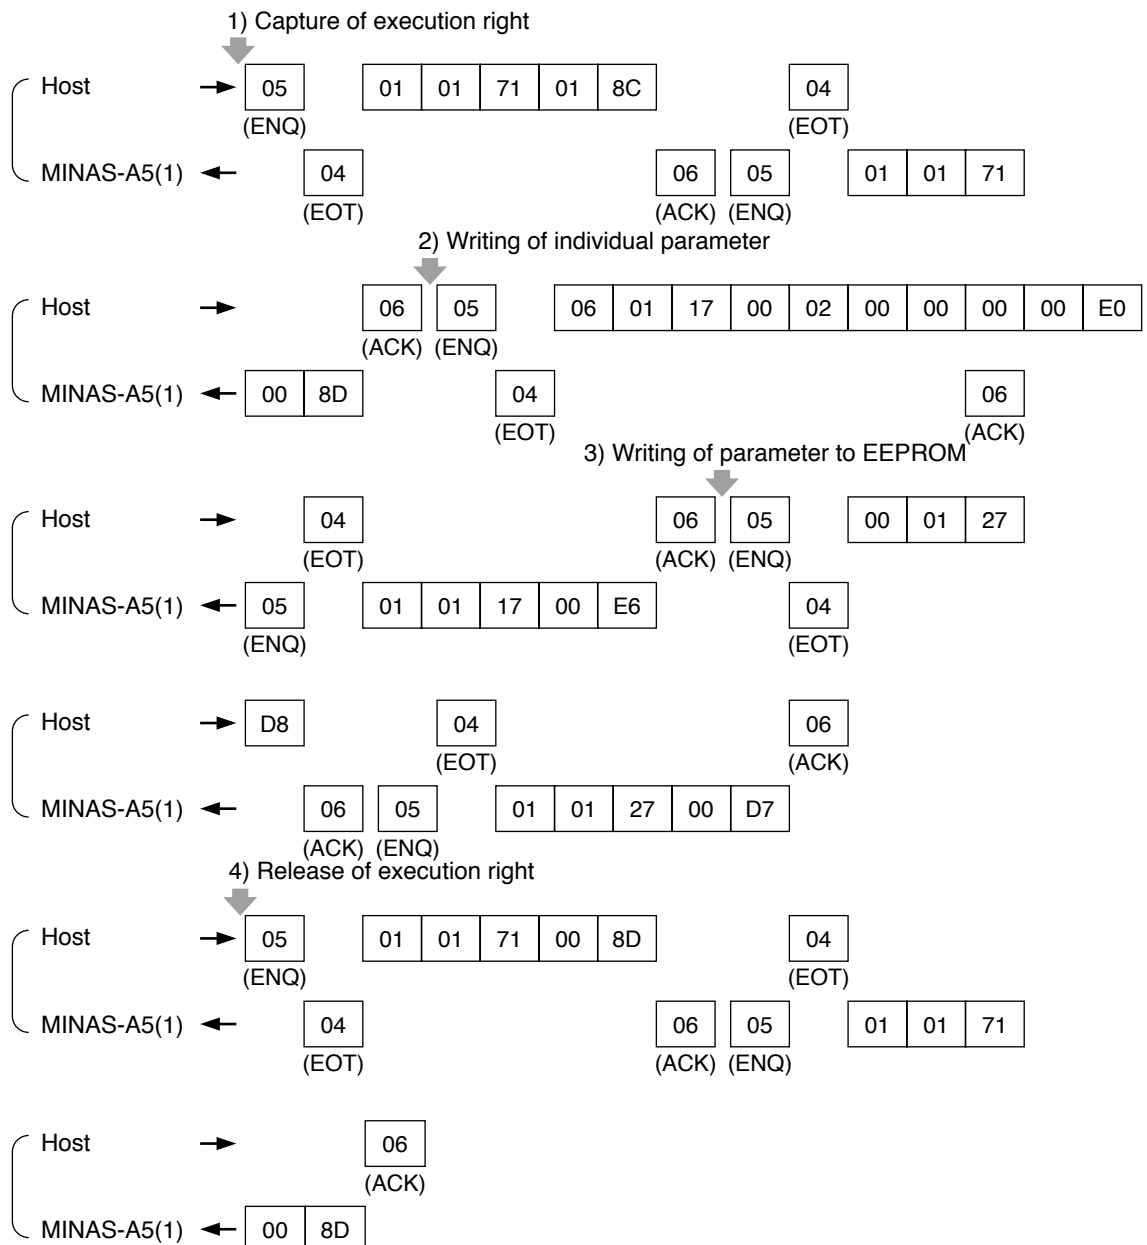 1) Capture of execution right
Host 05 01 01 71 01 8C 04
(ENQ) (EOT)
MINAS-A5(1) 04 06 05 01 01 71
(EOT) (ACK) (ENQ)
2) Writing of individual parameter
Host 06 05 06 01 17 00 02 00 00 00 00 E0
(ACK) (ENQ)
MINAS-A5(1) 00 8D 04 06
(EOT) (ACK)
3) Writing of parameter to EEPROM
Host 04 06 05 00 01 27
(EOT) (ACK) (ENQ)
MINAS-A5(1) 05 01 01 17 00 E6 04
(ENQ) (EOT)
Host D8 04 06
(EOT) (ACK)
MINAS-A5(1) 06 05 01 01 27 00 D7
(ACK) (ENQ)
4) Release of execution right
Host 05 01 01 71 00 8D 04
(ENQ) (EOT)
MINAS-A5(1) 04 06 05 01 01 71
(EOT) (ACK) (ENQ)
Host 06
(ACK)
MINAS-A5(1) 00 8D